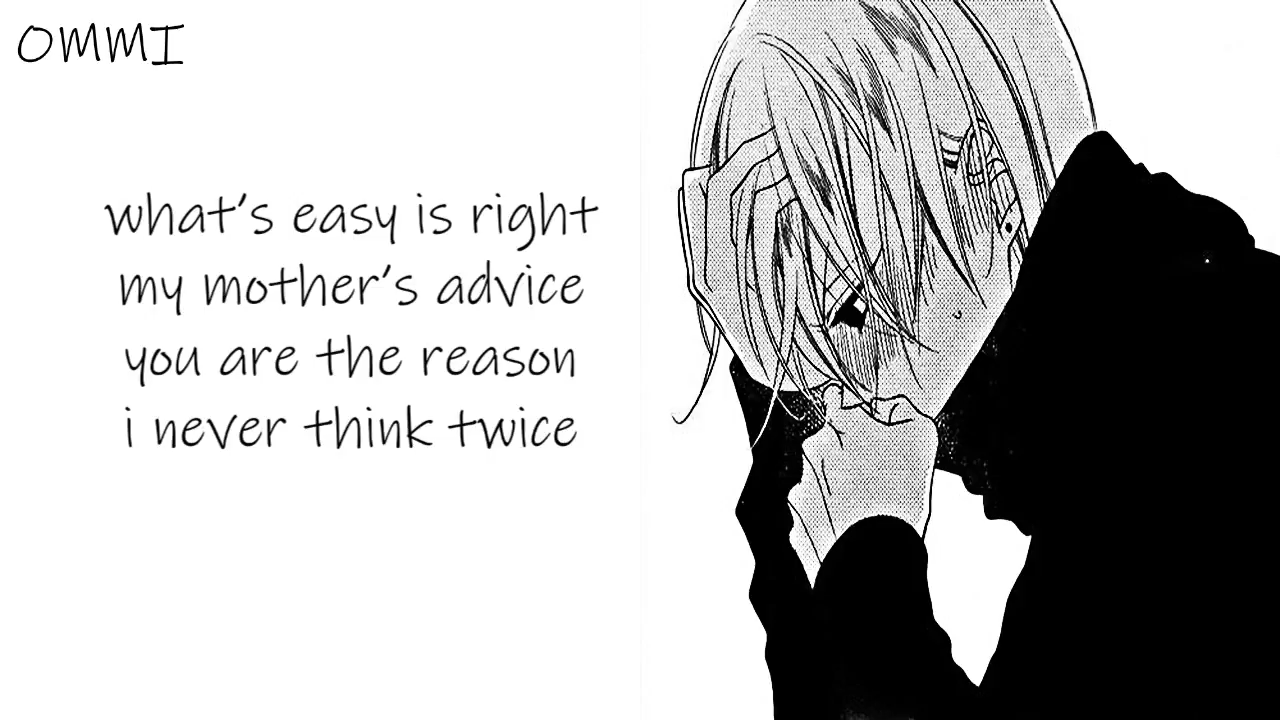 OMMI
what's easy is right
my mother's advice
you are the reason
i never think twice